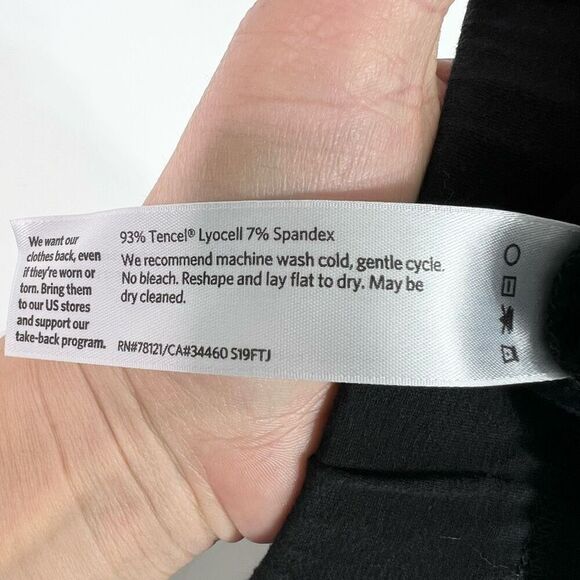 We want our
clothes back, even
if they're worn or
torn. Bring them
to our US stores
and support our
take-back program.
93% Tencel® Lyocell 7% Spandex
We recommend machine wash cold, gentle cycle.
No bleach. Reshape and lay flat to dry. May be
dry cleaned.
RN#78121/CA#34460 S19FTJ